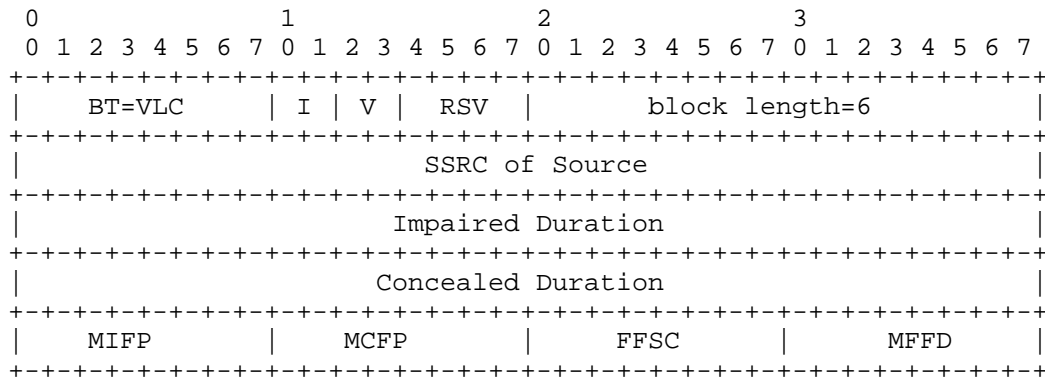 0                   1                   2                   3
 0 1 2 3 4 5 6 7 0 1 2 3 4 5 6 7 0 1 2 3 4 5 6 7 0 1 2 3 4 5 6 7
+-+-+-+-+-+-+-+-+-+-+-+-+-+-+-+-+-+-+-+-+-+-+-+-+-+-+-+-+-+-+-+-+
|    BT=VLC     | I | V |  RSV  |       block length=6          |
+-+-+-+-+-+-+-+-+-+-+-+-+-+-+-+-+-+-+-+-+-+-+-+-+-+-+-+-+-+-+-+-+
|                         SSRC of Source                        |
+-+-+-+-+-+-+-+-+-+-+-+-+-+-+-+-+-+-+-+-+-+-+-+-+-+-+-+-+-+-+-+-+
|                       Impaired Duration                       |
+-+-+-+-+-+-+-+-+-+-+-+-+-+-+-+-+-+-+-+-+-+-+-+-+-+-+-+-+-+-+-+-+
|                      Concealed Duration                       |
+-+-+-+-+-+-+-+-+-+-+-+-+-+-+-+-+-+-+-+-+-+-+-+-+-+-+-+-+-+-+-+-+
|    MIFP       |    MCFP       |     FFSC      |      MFFD     |
+-+-+-+-+-+-+-+-+-+-+-+-+-+-+-+-+-+-+-+-+-+-+-+-+-+-+-+-+-+-+-+-+